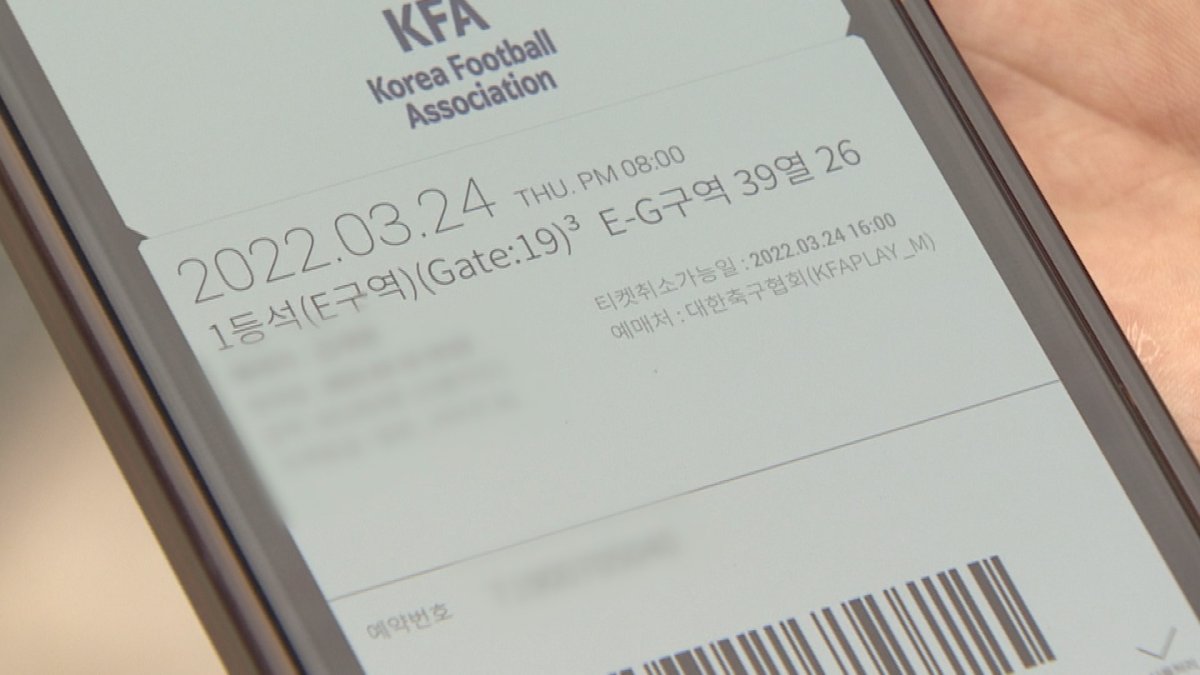 KFA
Korea Football
Association
2022.03.24 THU. PM 08:00
1등석(E구역)(Gate:19)³ E-G구역 39열 26
티켓취소가능일 : 2022.03.24 16:00
예매처 : 대한축구협회(KFAPLAY_M)
예약번호